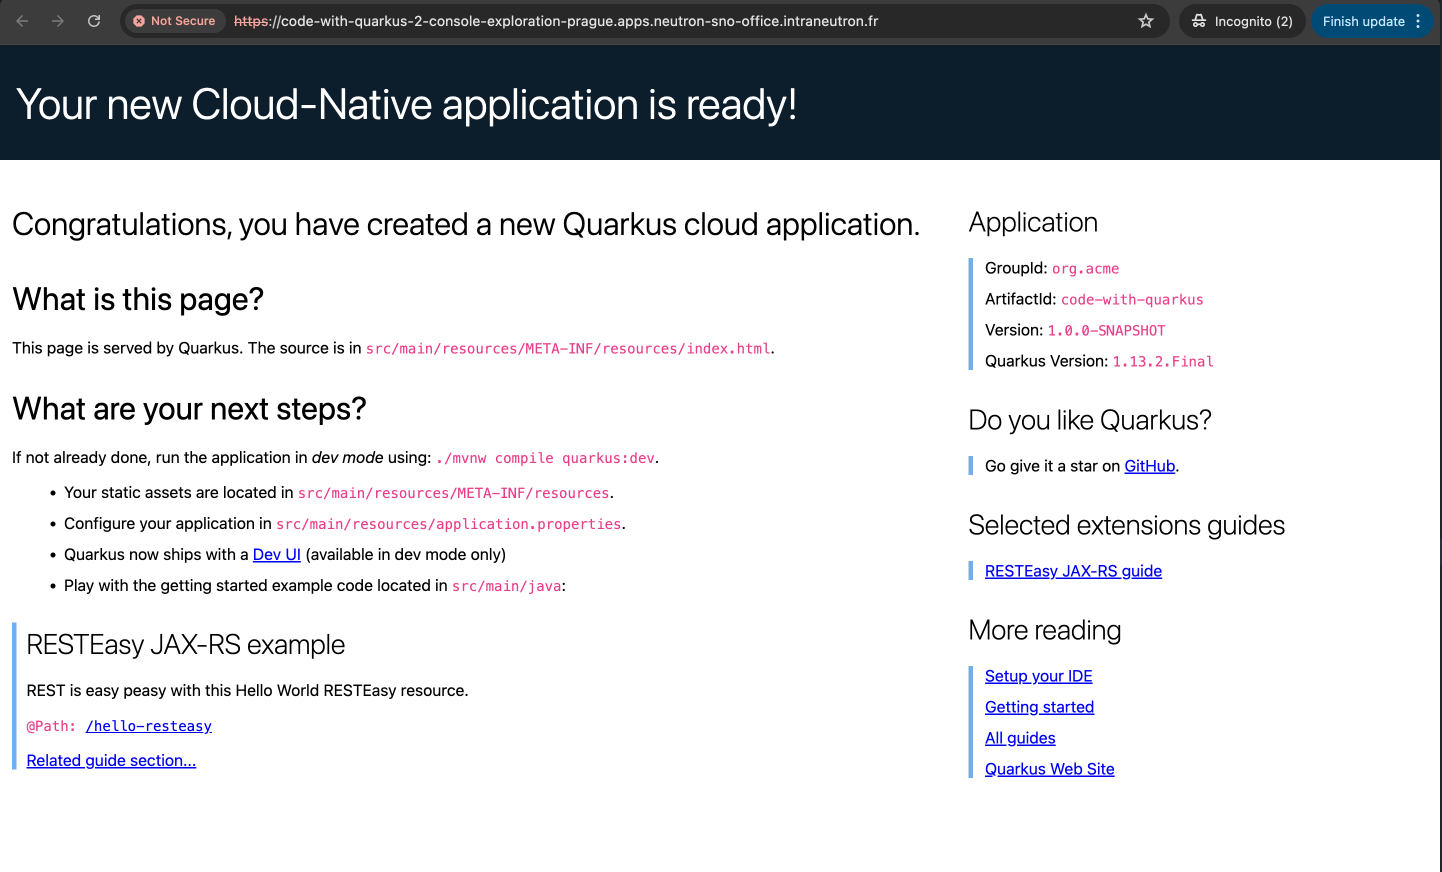 Not Secure
https://code-with-quarkus-2-console-exploration-prague.apps.neutron-sno-office.intraneutron.fr
Incognito (2)
Finish update
Your new Cloud-Native application is ready!
Congratulations, you have created a new Quarkus cloud application.
What is this page?
This page is served by Quarkus. The source is in src/main/resources/META-INF/resources/index.html.
What are your next steps?
If not already done, run the application in dev mode using: ./mvnw compile quarkus:dev.
• Your static assets are located in src/main/resources/META-INF/resources.
• Configure your application in src/main/resources/application.properties.
• Quarkus now ships with a Dev UI (available in dev mode only)
• Play with the getting started example code located in src/main/java:
RESTEasy JAX-RS example
REST is easy peasy with this Hello World RESTEasy resource.
@Path: /hello-resteasy
Related guide section...
Application
GroupId: org.acme
ArtifactId: code-with-quarkus
Version: 1.0.0-SNAPSHOT
Quarkus Version: 1.13.2.Final
Do you like Quarkus?
Go give it a star on GitHub.
Selected extensions guides
RESTEasy JAX-RS guide
More reading
Setup your IDE
Getting started
All guides
Quarkus Web Site